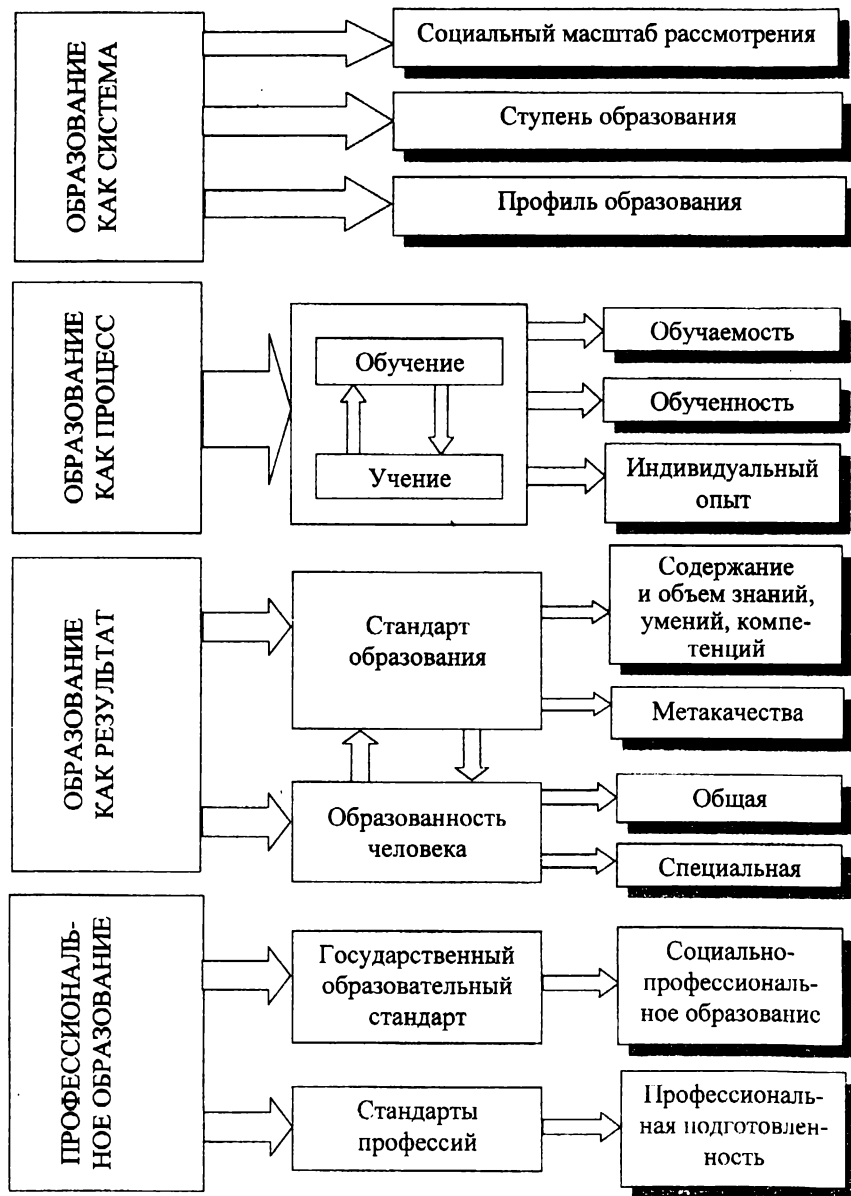 ОБРАЗОВАНИЕ
КАК СИСТЕМА
Социальный масштаб рассмотрения
Ступень образования
Профиль образования
ОБРАЗОВАНИЕ
КАК ПРОЦЕСС
Обучение
Учение
Обучаемость
Обученность
Индивидуальный
опыт
ОБРАЗОВАНИЕ
КАК РЕЗУЛЬТАТ
Стандарт
образования
Содержание
и объем знаний,
умений, компе-
тенций
Метакачества
Образованность
человека
Общая
Специальная
ПРОФЕССИОНАЛЬ-
НОЕ ОБРАЗОВАНИЕ
Государственный
образовательный
стандарт
Социально-
профессиональ-
ное образование
Стандарты
профессий
Профессиональ-
ная подготовлен-
ность